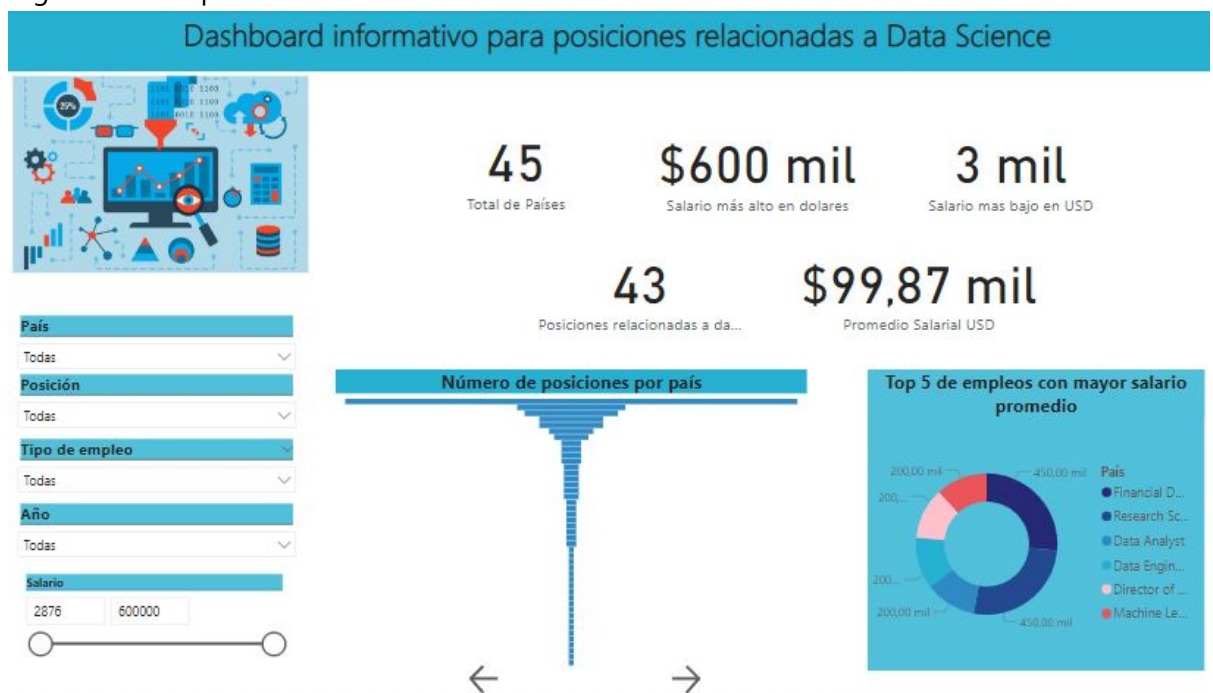 Dashboard informativo para posiciones relacionadas a Data Science
25%
45
Total de Países
$600 mil
Salario más alto en dolares
3 mil
Salario mas bajo en USD
43
Posiciones relacionadas a da...
$99,87 mil
Promedio Salarial USD
País
Todas
Posición
Todas
Tipo de empleo
Todas
Año
Todas
Salario
2876 600000
Número de posiciones por país
Top 5 de empleos con mayor salario
promedio
200,00 mil
450,00 mil
200,...
200...
200,00 mil
450,00 mil
País
Financial D...
Research Sc...
Data Analyst
Data Engin...
Director of ...
Machine Le...